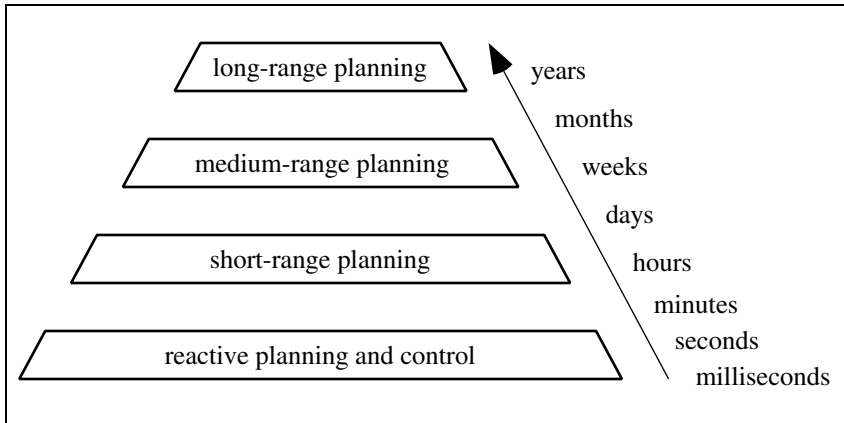 long-range planning
years
months
medium-range planning
weeks
days
short-range planning
hours
minutes
seconds
reactive planning and control
milliseconds